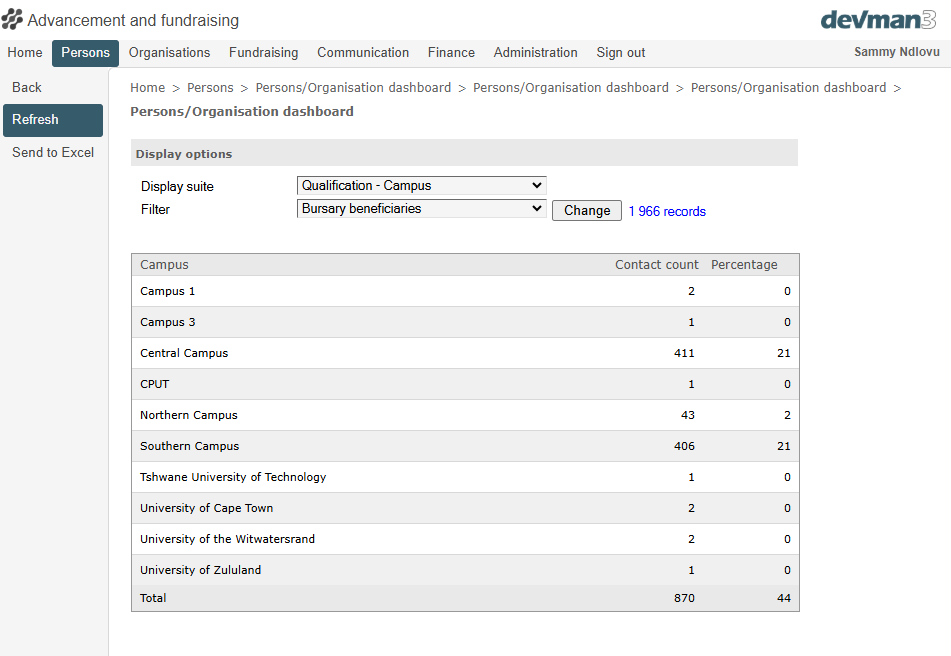 Advancement and fundraising
devman3
Home Persons Organisations Fundraising Communication Finance Administration Sign out Sammy Ndlovu
Back
Refresh
Send to Excel
Home > Persons > Persons/Organisation dashboard > Persons/Organisation dashboard > Persons/Organisation dashboard >
Persons/Organisation dashboard
Display options
Display suite Qualification - Campus
Filter Bursary beneficiaries Change 1 966 records
Campus Contact count Percentage
Campus 1 2 0
Campus 3 1 0
Central Campus 411 21
CPUT 1 0
Northern Campus 43 2
Southern Campus 406 21
Tshwane University of Technology 1 0
University of Cape Town 2 0
University of the Witwatersrand 2 0
University of Zululand 1 0
Total 870 44